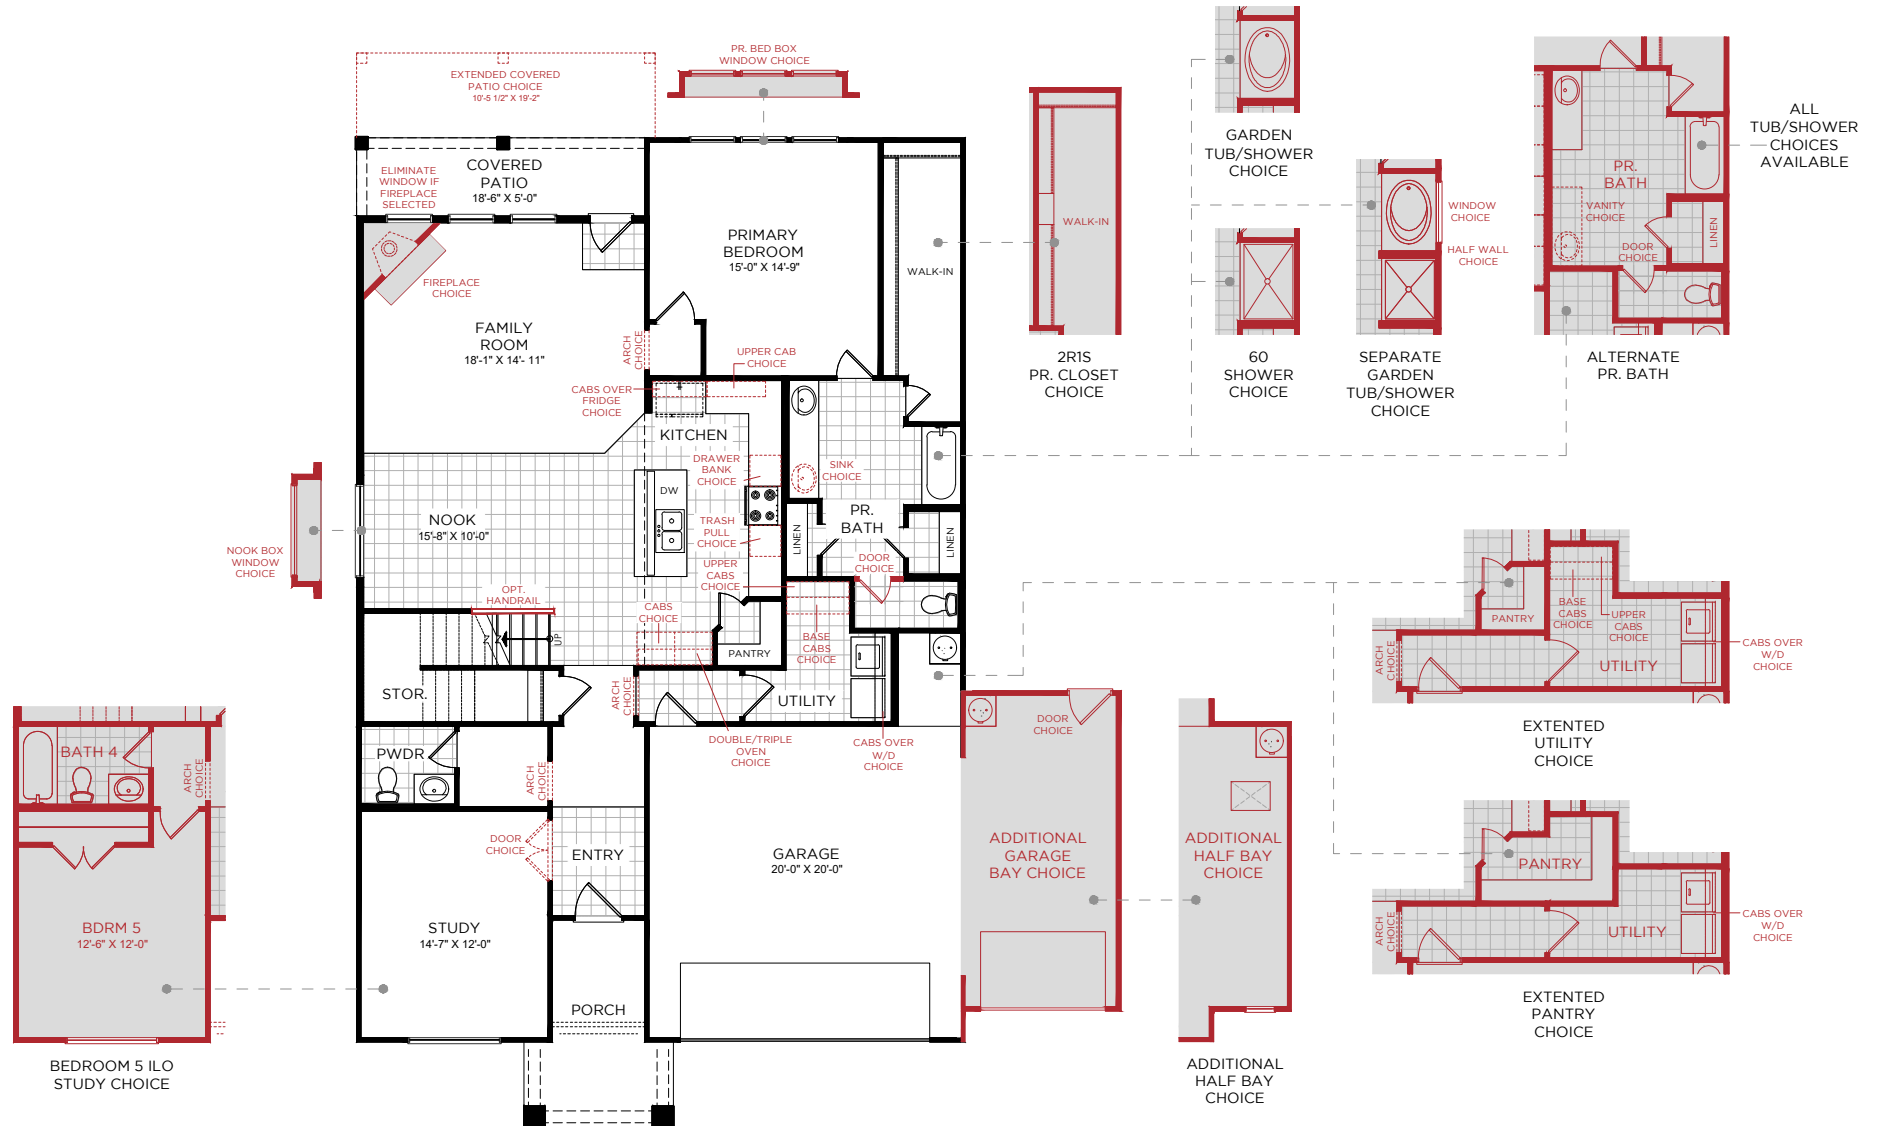 EXTENDED COVERED
PATIO CHOICE
10'-5 1/2" X 19'-2"
PR. BED BOX
WINDOW CHOICE
ELIMINATE
WINDOW IF
FIREPLACE
SELECTED
COVERED
PATIO
18'-6" X 5'-0"
FIREPLACE
CHOICE
FAMILY
ROOM
18'-1" X 14'- 11"
PRIMARY
BEDROOM
15'-0" X 14'-9"
WALK-IN
ARCH
CHOICE
UPPER CAB
CHOICE
CABS OVER
FRIDGE
CHOICE
KITCHEN
DRAWER
BANK
CHOICE
DW
TRASH
PULL
CHOICE
UPPER
CABS
CHOICE
SINK
CHOICE
PR.
BATH
LINEN
LINEN
DOOR
CHOICE
NOOK
15'-8" X 10'-0"
NOOK BOX
WINDOW
CHOICE
OPT.
HANDRAIL
UP
CABS
CHOICE
BASE
CABS
CHOICE
PANTRY
STOR.
ARCH
CHOICE
UTILITY
DOUBLE/TRIPLE
OVEN
CHOICE
CABS OVER
W/D
CHOICE
PWDR
ARCH
CHOICE
DOOR
CHOICE
ENTRY
STUDY
14'-7" X 12'-0"
PORCH
GARAGE
20'-0" X 20'-0"
DOOR
CHOICE
ADDITIONAL
GARAGE
BAY CHOICE
ADDITIONAL
HALF BAY
CHOICE
ADDITIONAL
HALF BAY
CHOICE
BATH 4
ARCH
CHOICE
BDRM 5
12'-6" X 12'-0"
BEDROOM 5 ILO
STUDY CHOICE
WALK-IN
2R1S
PR. CLOSET
CHOICE
GARDEN
TUB/SHOWER
CHOICE
60
SHOWER
CHOICE
WINDOW
CHOICE
HALF WALL
CHOICE
SEPARATE
GARDEN
TUB/SHOWER
CHOICE
PR.
BATH
VANITY
CHOICE
DOOR
CHOICE
LINEN
ALL
TUB/SHOWER
CHOICES
AVAILABLE
ALTERNATE
PR. BATH
PANTRY
BASE
CABS
CHOICE
UPPER
CABS
CHOICE
ARCH
CHOICE
UTILITY
CABS OVER
W/D
CHOICE
EXTENTED
UTILITY
CHOICE
PANTRY
ARCH
CHOICE
UTILITY
CABS OVER
W/D
CHOICE
EXTENTED
PANTRY
CHOICE